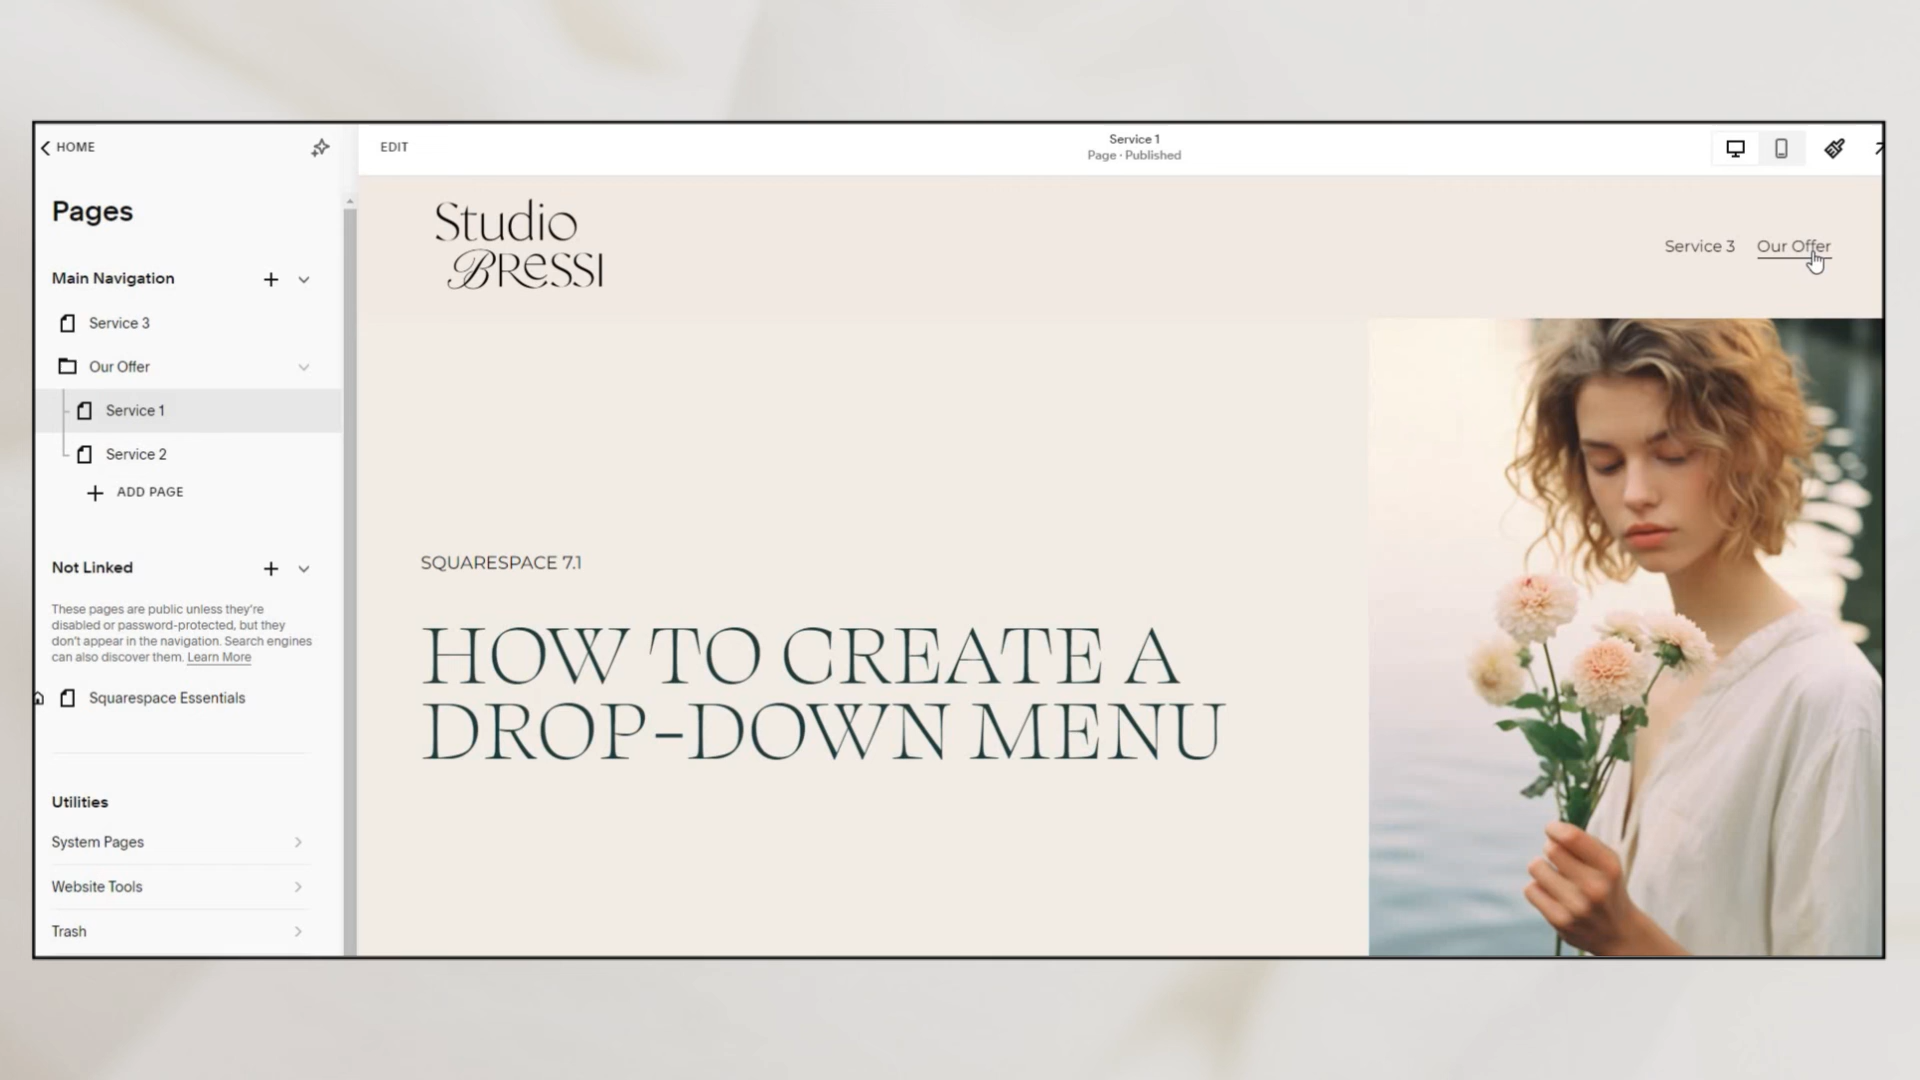 HOME
Pages
Main Navigation
Service 3
Our Offer
Service 1
Service 2
ADD PAGE
Not Linked
These pages are public unless they're
disabled or password-protected, but they
don't appear in the navigation. Search engines
can also discover them. Learn More
Squarespace Essentials
Utilities
System Pages
Website Tools
Trash
EDIT
Service 1
Page · Published
Studio
BRESSI
Service 3 Our Offer
SQUARESPACE 7.1
HOW TO CREATE A
DROP-DOWN MENU